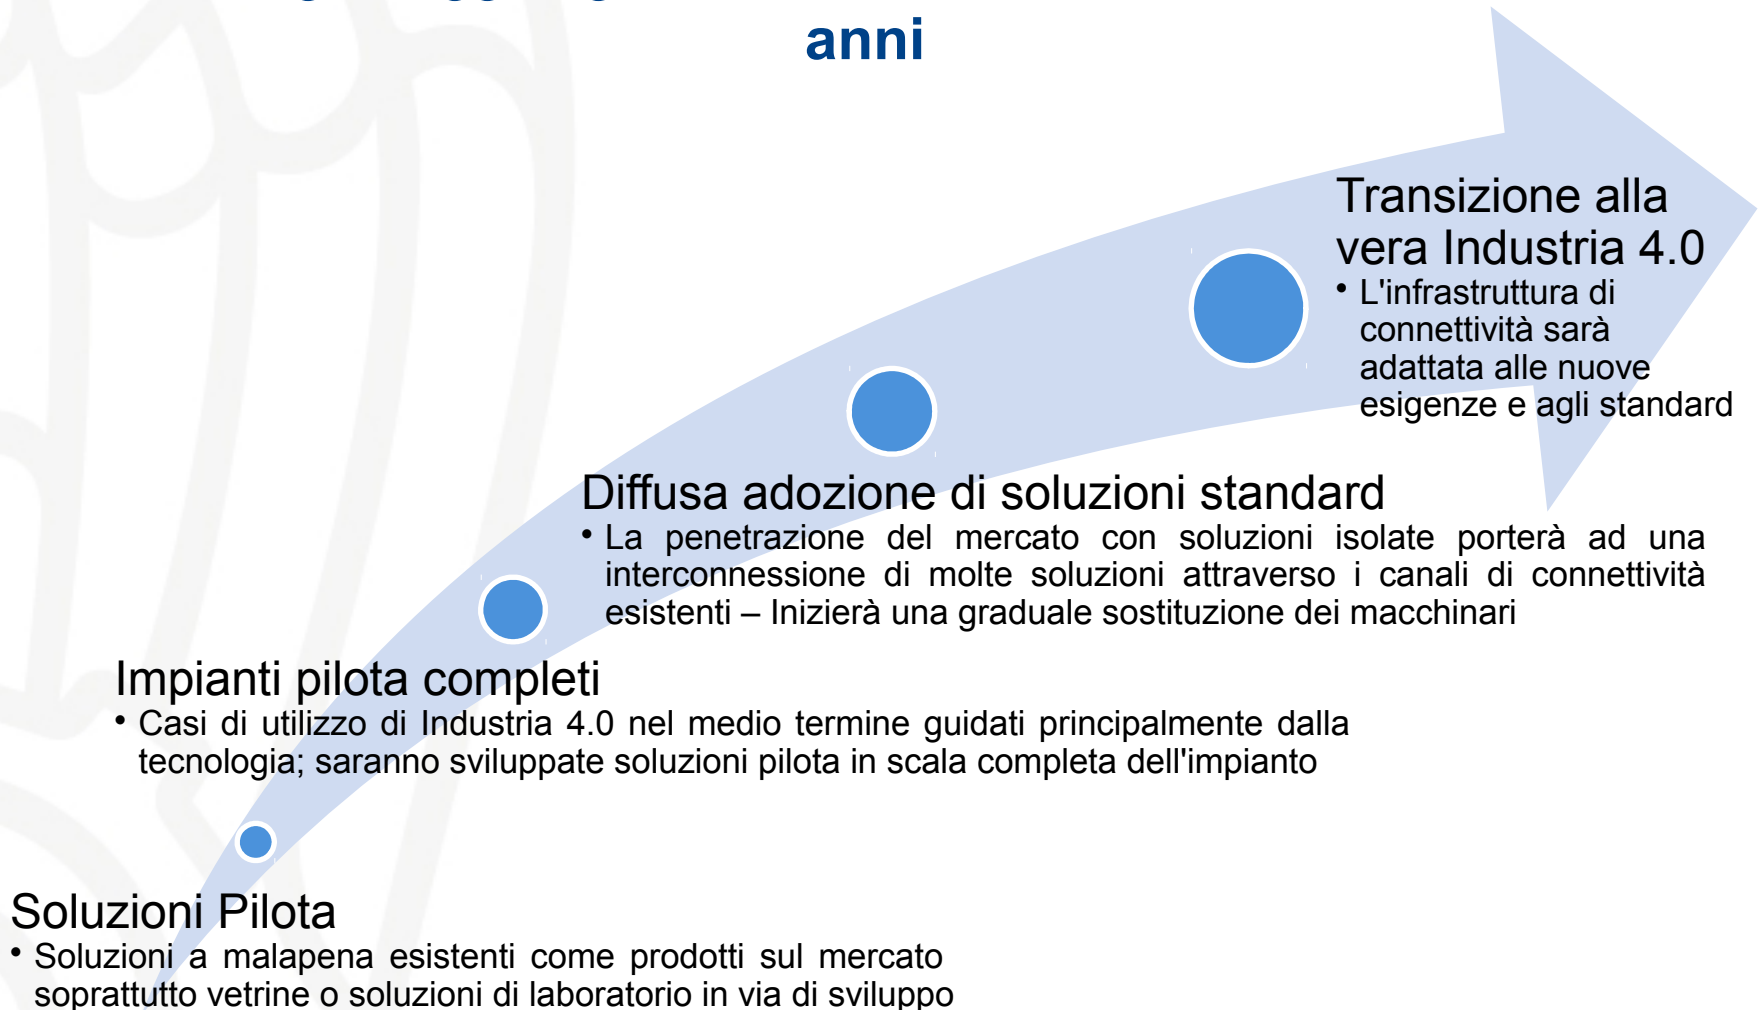 anni
Transizione alla
vera Industria 4.0
• L'infrastruttura di
connettività sarà
adattata alle nuove
esigenze e agli standard
Diffusa adozione di soluzioni standard
• La penetrazione del mercato con soluzioni isolate porterà ad una
interconnessione di molte soluzioni attraverso i canali di connettività
esistenti – Inizierà una graduale sostituzione dei macchinari
Impianti pilota completi
• Casi di utilizzo di Industria 4.0 nel medio termine guidati principalmente dalla
tecnologia; saranno sviluppate soluzioni pilota in scala completa dell'impianto
Soluzioni Pilota
• Soluzioni a malapena esistenti come prodotti sul mercato
soprattutto vetrine o soluzioni di laboratorio in via di sviluppo